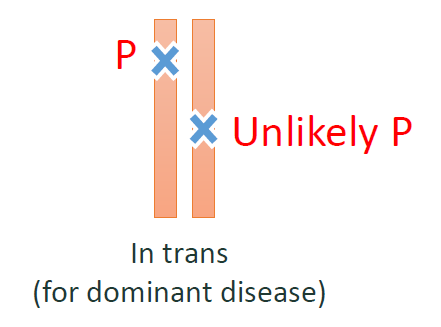 P
Unlikely P
In trans
(for dominant disease)